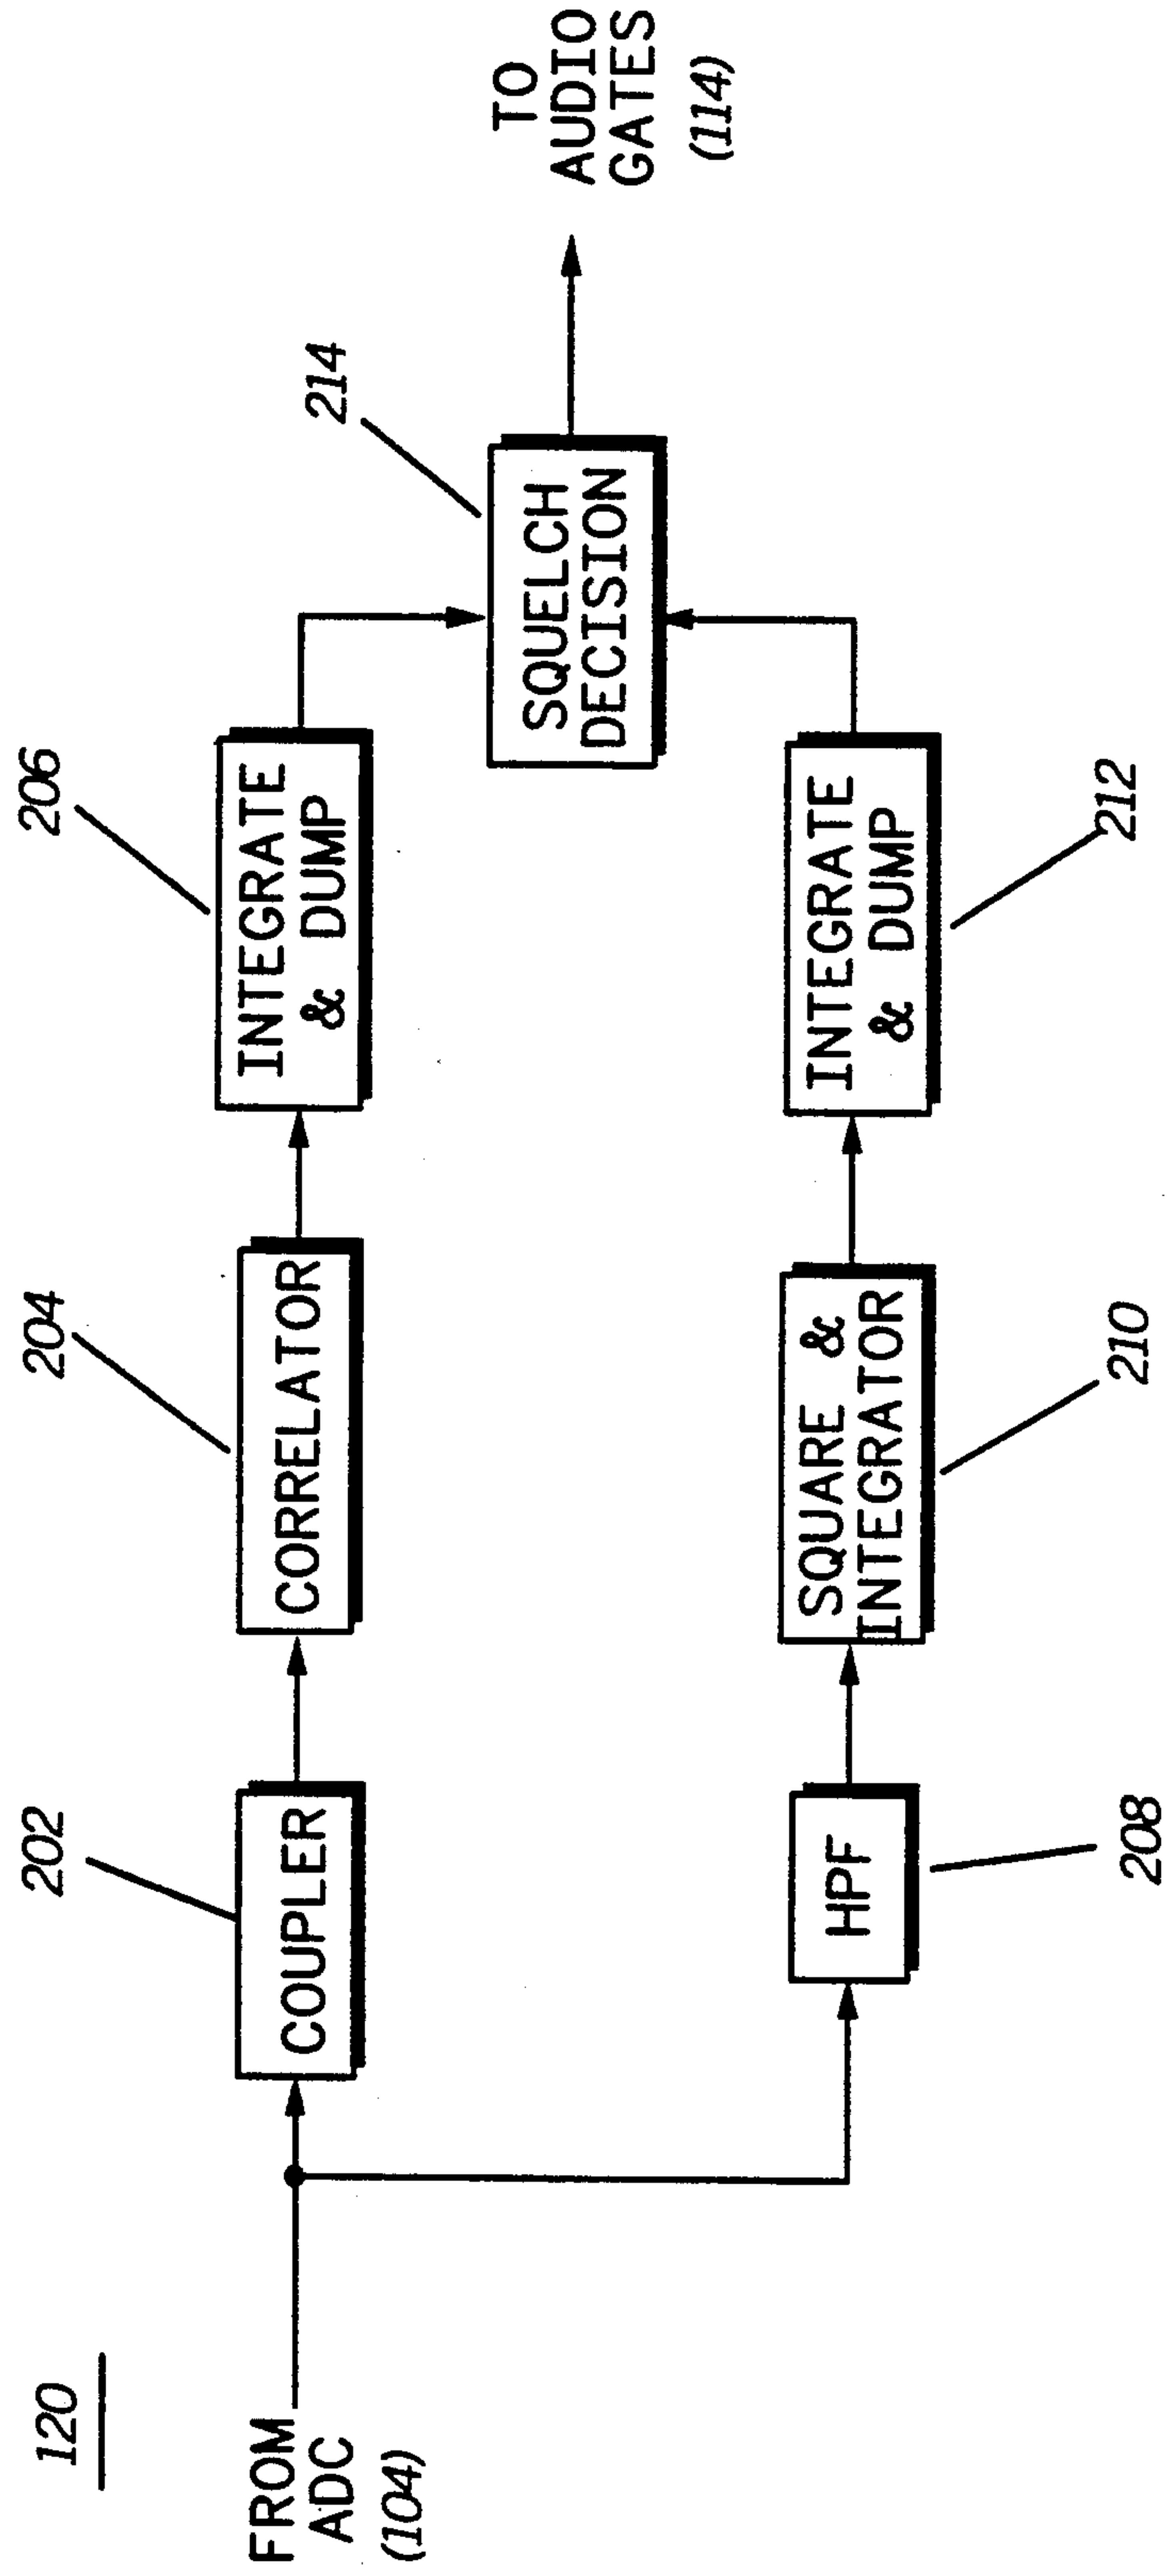 120
FROM
ADC
(104)
202
COUPLER
204
CORRELATOR
206
INTEGRATE
& DUMP
208
HPF
210
SQUARE &
INTEGRATOR
212
INTEGRATE
& DUMP
214
SQUELCH
DECISION
TO
AUDIO
GATES
(114)